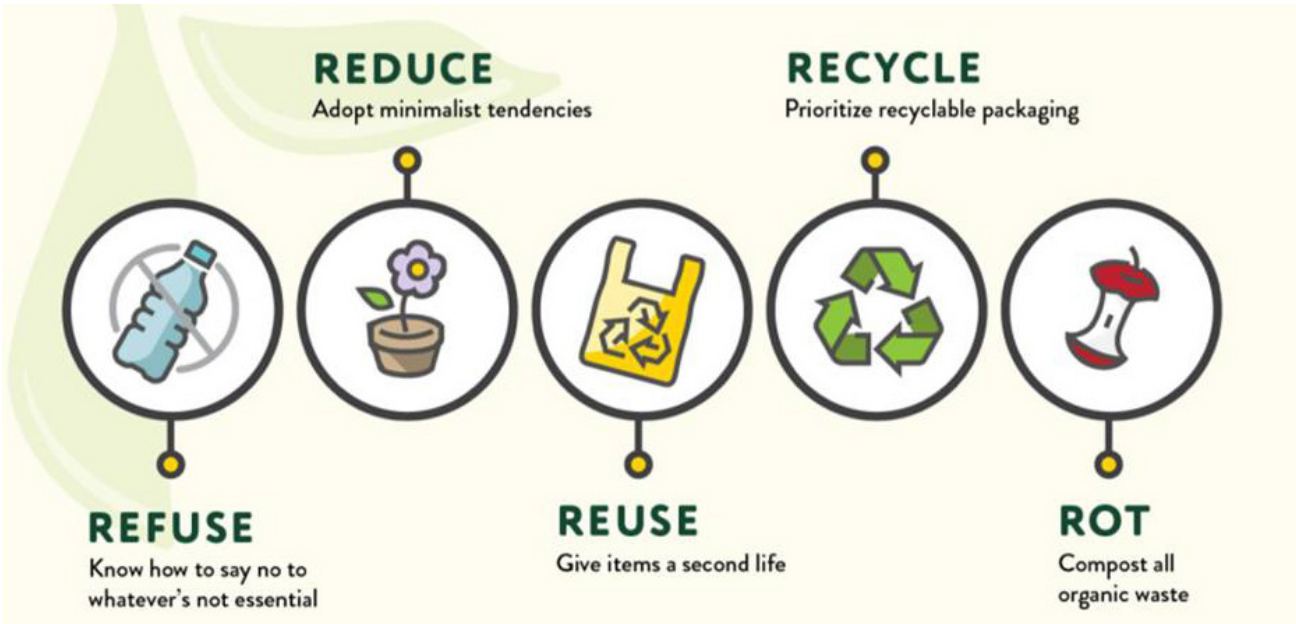 REDUCE
Adopt minimalist tendencies
RECYCLE
Prioritize recyclable packaging
REFUSE
Know how to say no to
whatever's not essential
REUSE
Give items a second life
ROT
Compost all
organic waste